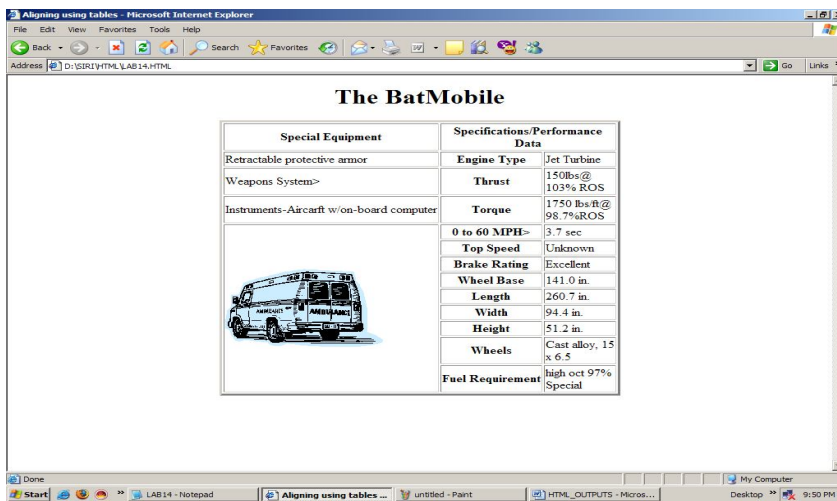 Aligning using tables - Microsoft Internet Explorer
File Edit View Favorites Tools Help
Back Search Favorites
Address D:\SIRI\HTML\LAB14.HTML Go Links
The BatMobile
Special Equipment
Specifications/Performance
Data
Retractable protective armor
Engine Type
Jet Turbine
Weapons System>
Thrust
150lbs@
103% ROS
Instruments-Aircarft w/on-board computer
Torque
1750 lbs/ft@
98.7%ROS
0 to 60 MPH>
3.7 sec
Top Speed
Unknown
Brake Rating
Excellent
Wheel Base
141.0 in.
Length
260.7 in.
Width
94.4 in.
Height
51.2 in.
Wheels
Cast alloy, 15
x 6.5
Fuel Requirement
high oct 97%
Special
AMBULANCE
AMBULANCE
Done My Computer
Start LAB14 - Notepad Aligning using tables ... untitled - Paint HTML_OUTPUTS - Micros... Desktop 9:50 PM